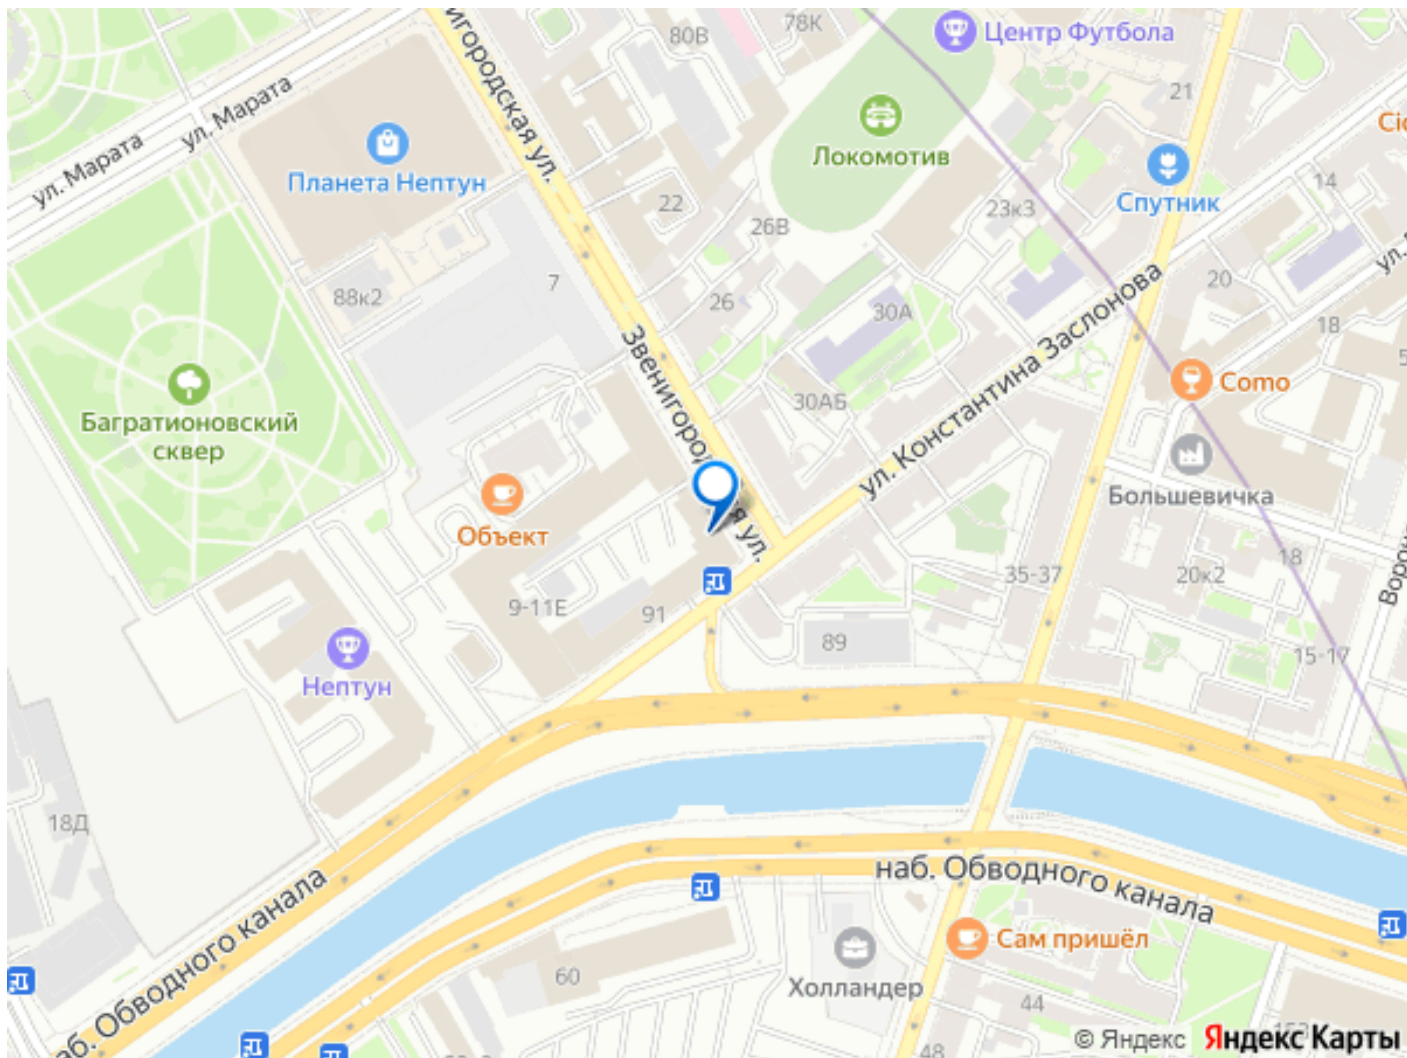 78К
Центр Футбола
80В
игородская ул.
21
ул. Марата
ул. Марата
Планета Нептун
Локомотив
Спутник
14
22
26В
23к3
7
88к2
26
30А
20
18
Звенигородская ул.
ул. Константина Заслонова
Como
30АБ
Багратионовский
сквер
Объект
Большевичка
9-11Е
91
35-37
20к2
18
89
15-17
Нептун
18Д
наб. Обводного канала
наб. Обводного канала
Сам пришёл
60
Холландер
44
48
© Яндекс Яндекс Карты